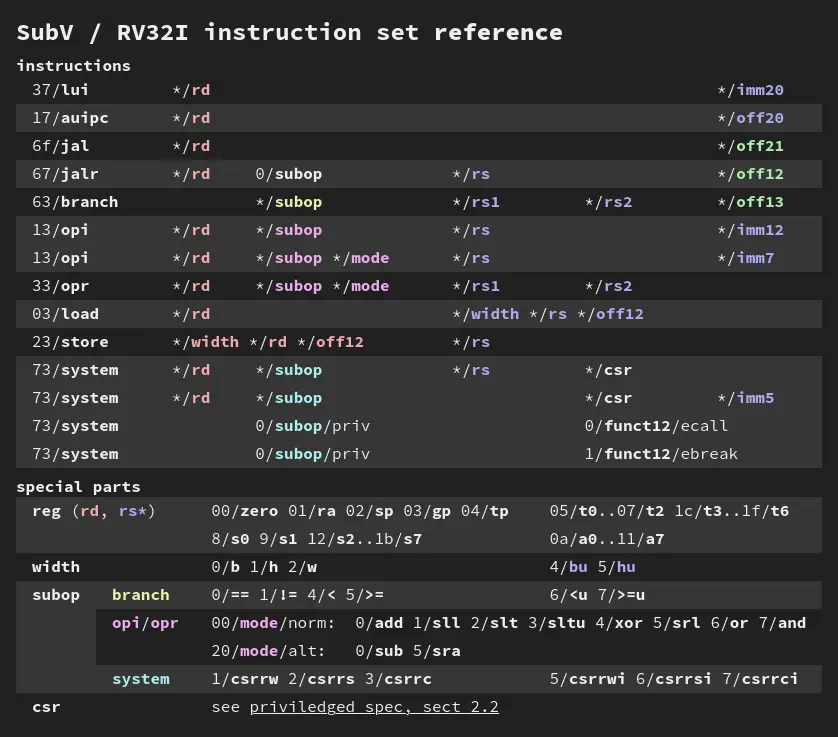 SubV / RV32I instruction set reference
instructions
37/lui */rd */imm20
17/auipc */rd */off20
6f/jal */rd */off21
67/jalr */rd 0/subop */rs */off12
63/branch */subop */rs1 */rs2 */off13
13/opi */rd */subop */rs */imm12
13/opi */rd */subop */mode */rs */imm7
33/opr */rd */subop */mode */rs1 */rs2
03/load */rd */width */rs */off12
23/store */width */rd */off12 */rs
73/system */rd */subop */rs */csr
73/system */rd */subop */csr */imm5
73/system 0/subop/priv 0/funct12/ecall
73/system 0/subop/priv 1/funct12/ebreak
special parts
reg (rd, rs*) 00/zero 01/ra 02/sp 03/gp 04/tp 05/t0..07/t2 1c/t3..1f/t6
8/s0 9/s1 12/s2..1b/s7 0a/a0..11/a7
width 0/b 1/h 2/w 4/bu 5/hu
subop branch 0/== 1/!= 4/< 5/>= 6/<u 7/>=u
opi/opr 00/mode/norm: 0/add 1/sll 2/slt 3/sltu 4/xor 5/srl 6/or 7/and
20/mode/alt: 0/sub 5/sra
system 1/csrrw 2/csrrs 3/csrrc 5/csrrwi 6/csrrsi 7/csrrci
csr see priviledged spec, sect 2.2